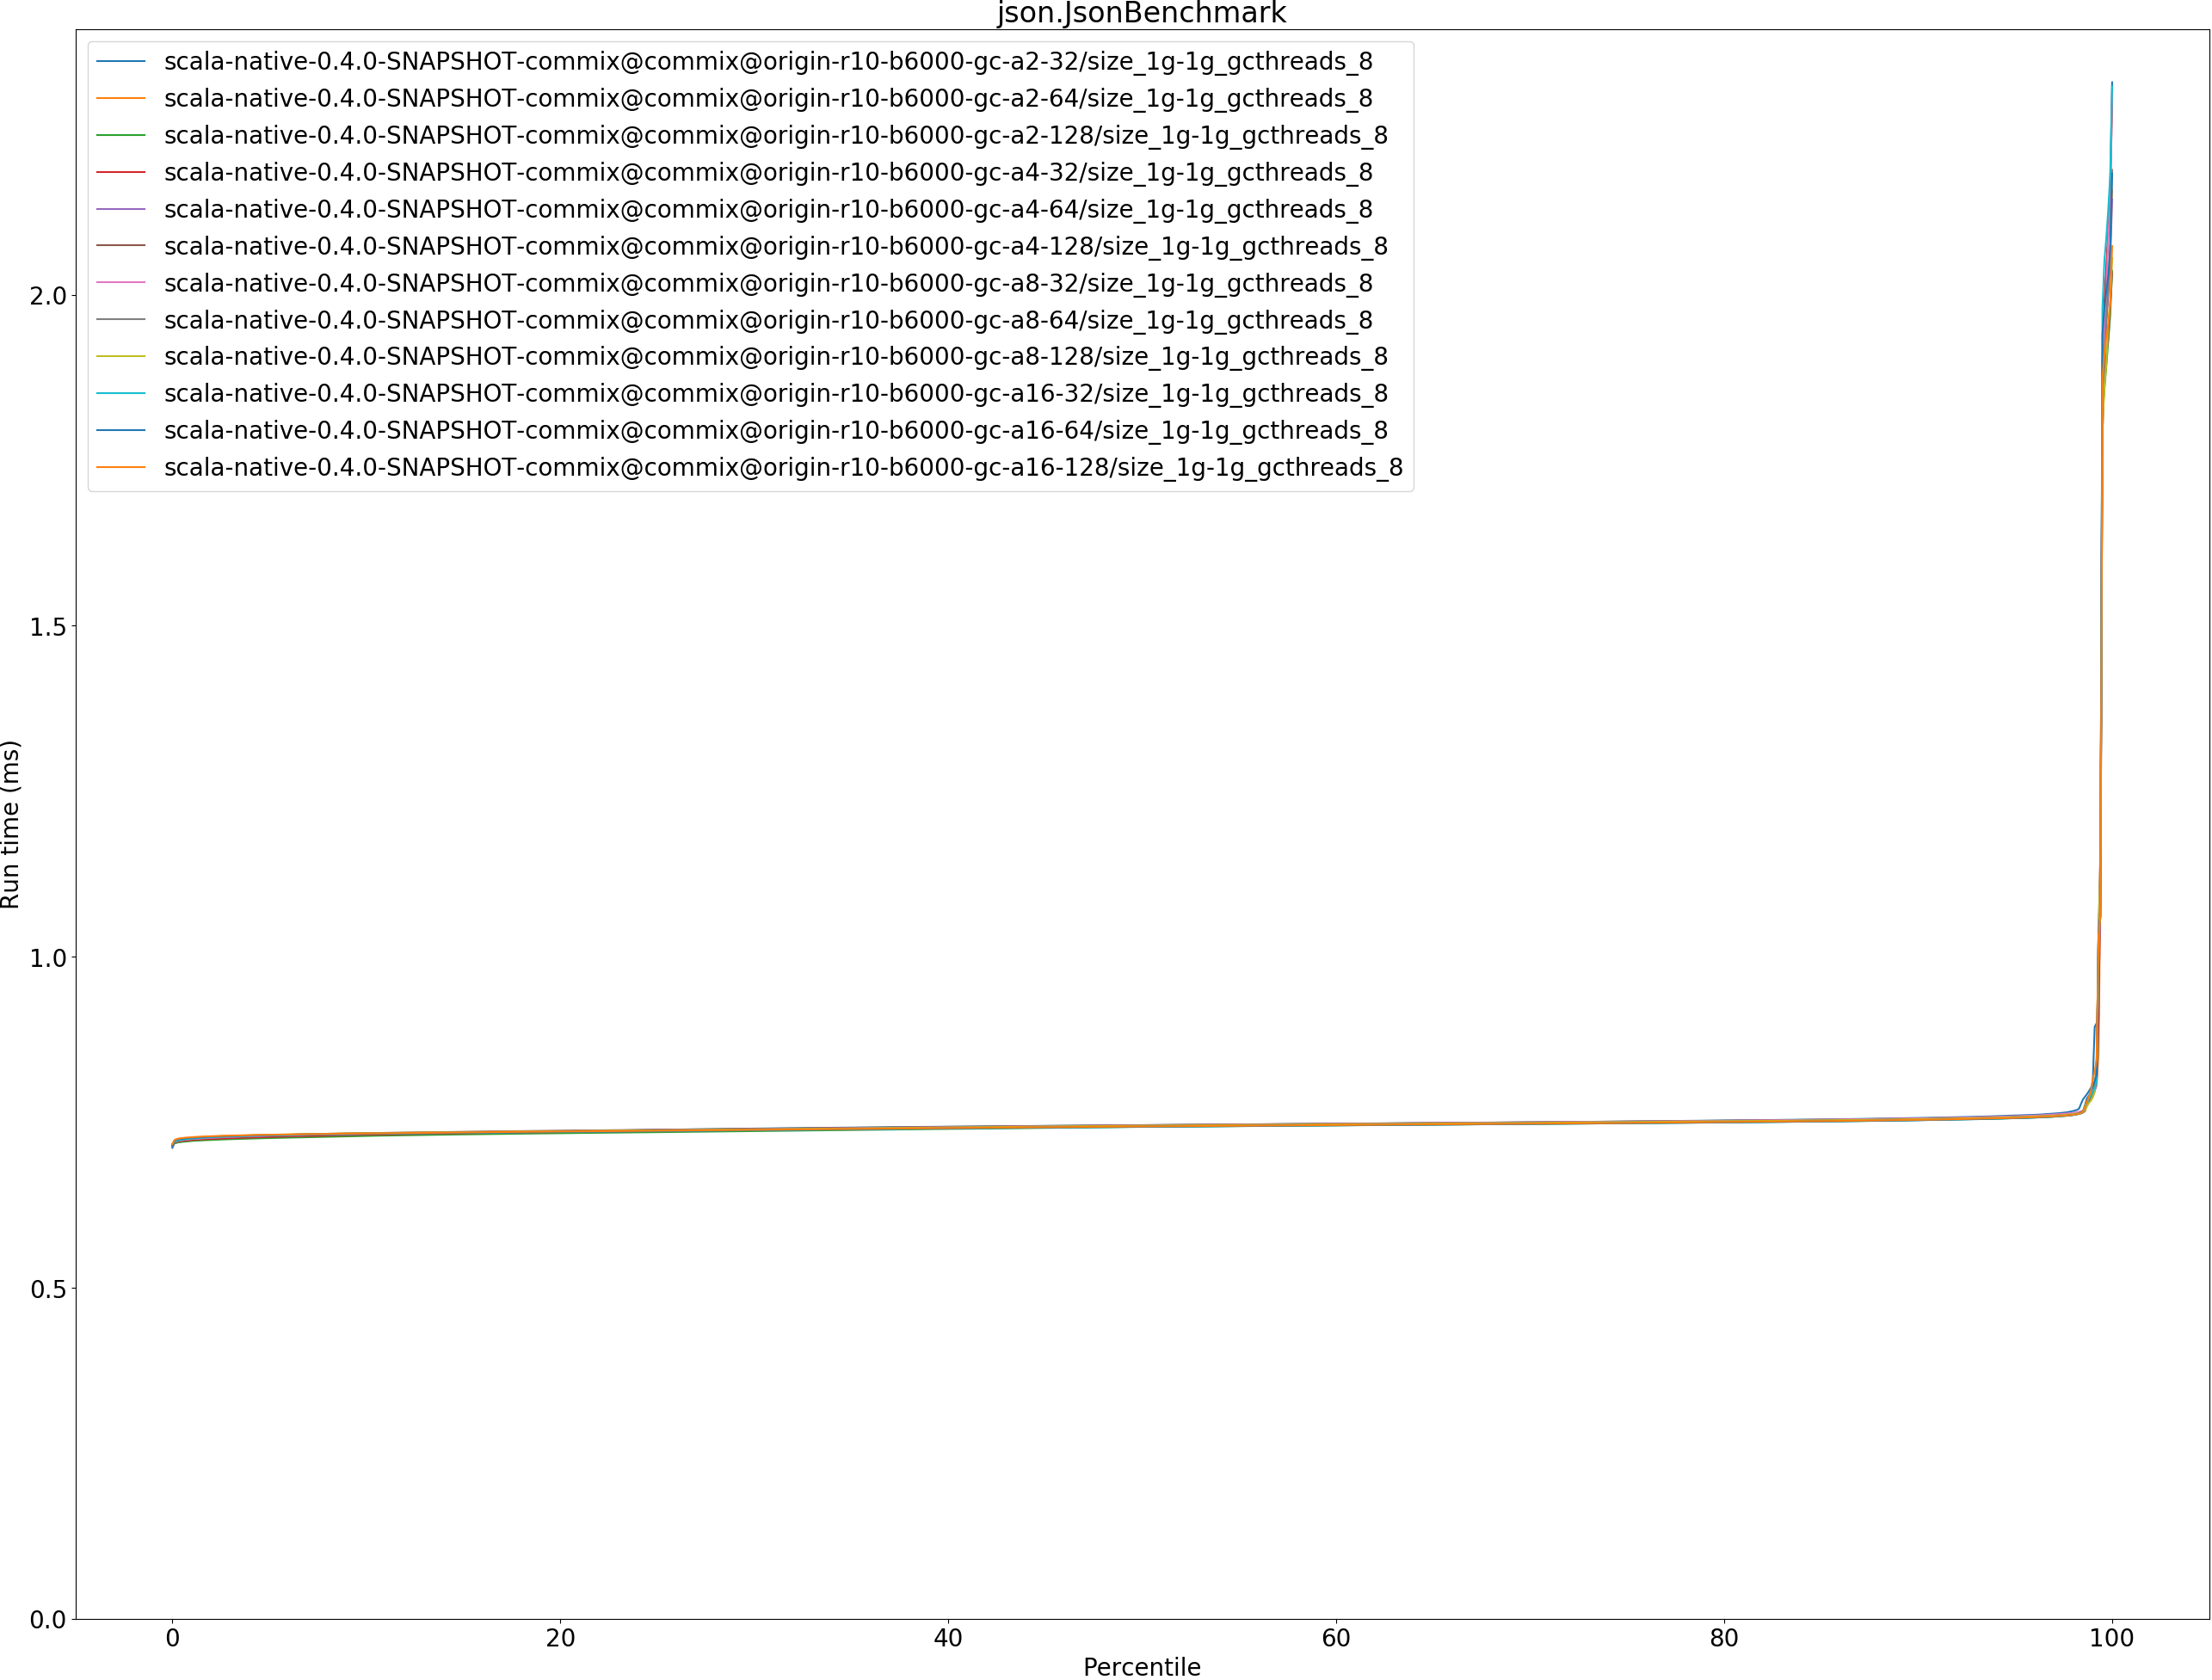 json.JsonBenchmark
scala-native-0.4.0-SNAPSHOT-commix@commix@origin-r10-b6000-gc-a2-32/size_1g-1g_gcthreads_8
scala-native-0.4.0-SNAPSHOT-commix@commix@origin-r10-b6000-gc-a2-64/size_1g-1g_gcthreads_8
scala-native-0.4.0-SNAPSHOT-commix@commix@origin-r10-b6000-gc-a2-128/size_1g-1g_gcthreads_8
scala-native-0.4.0-SNAPSHOT-commix@commix@origin-r10-b6000-gc-a4-32/size_1g-1g_gcthreads_8
scala-native-0.4.0-SNAPSHOT-commix@commix@origin-r10-b6000-gc-a4-64/size_1g-1g_gcthreads_8
scala-native-0.4.0-SNAPSHOT-commix@commix@origin-r10-b6000-gc-a4-128/size_1g-1g_gcthreads_8
scala-native-0.4.0-SNAPSHOT-commix@commix@origin-r10-b6000-gc-a8-32/size_1g-1g_gcthreads_8
scala-native-0.4.0-SNAPSHOT-commix@commix@origin-r10-b6000-gc-a8-64/size_1g-1g_gcthreads_8
scala-native-0.4.0-SNAPSHOT-commix@commix@origin-r10-b6000-gc-a8-128/size_1g-1g_gcthreads_8
scala-native-0.4.0-SNAPSHOT-commix@commix@origin-r10-b6000-gc-a16-32/size_1g-1g_gcthreads_8
scala-native-0.4.0-SNAPSHOT-commix@commix@origin-r10-b6000-gc-a16-64/size_1g-1g_gcthreads_8
scala-native-0.4.0-SNAPSHOT-commix@commix@origin-r10-b6000-gc-a16-128/size_1g-1g_gcthreads_8
2.0
1.5
1.0
0.5
0.0
Run time (ms)
0 20 40 60 80 100
Percentile